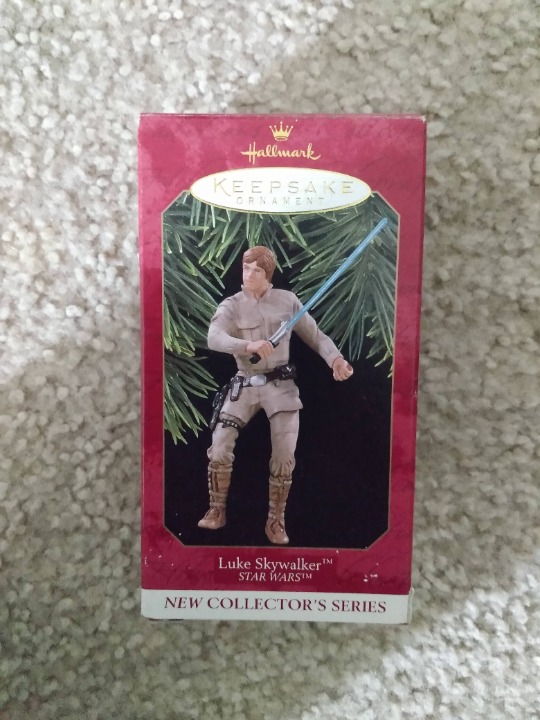 Hallmark
KEEPSAKE
ORNAMENT
Luke Skywalker™
STAR WARS™
NEW COLLECTOR'S SERIES